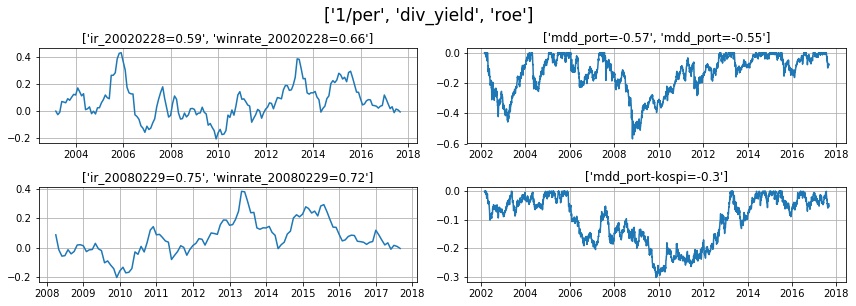 ['1/per', 'div_yield', 'roe']
['ir_20020228=0.59', 'winrate_20020228=0.66']
0.4
0.2
0.0
−0.2
2004 2006 2008 2010 2012 2014 2016 2018
['mdd_port=-0.57', 'mdd_port=-0.55']
0.0
−0.2
−0.4
−0.6
2002 2004 2006 2008 2010 2012 2014 2016 2018
['ir_20080229=0.75', 'winrate_20080229=0.72']
0.4
0.2
0.0
−0.2
2008 2009 2010 2011 2012 2013 2014 2015 2016 2017 2018
['mdd_port-kospi=-0.3']
0.0
−0.1
−0.2
−0.3
2002 2004 2006 2008 2010 2012 2014 2016 2018